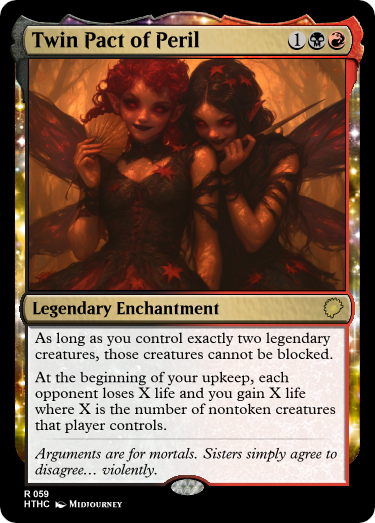 Twin Pact of Peril 1
Legendary Enchantment
As long as you control exactly two legendary
creatures, those creatures cannot be blocked.
At the beginning of your upkeep, each
opponent loses X life and you gain X life
where X is the number of nontoken creatures
that player controls.
Arguments are for mortals. Sisters simply agree to
disagree… violently.
R 059
HTHC MIDJOURNEY